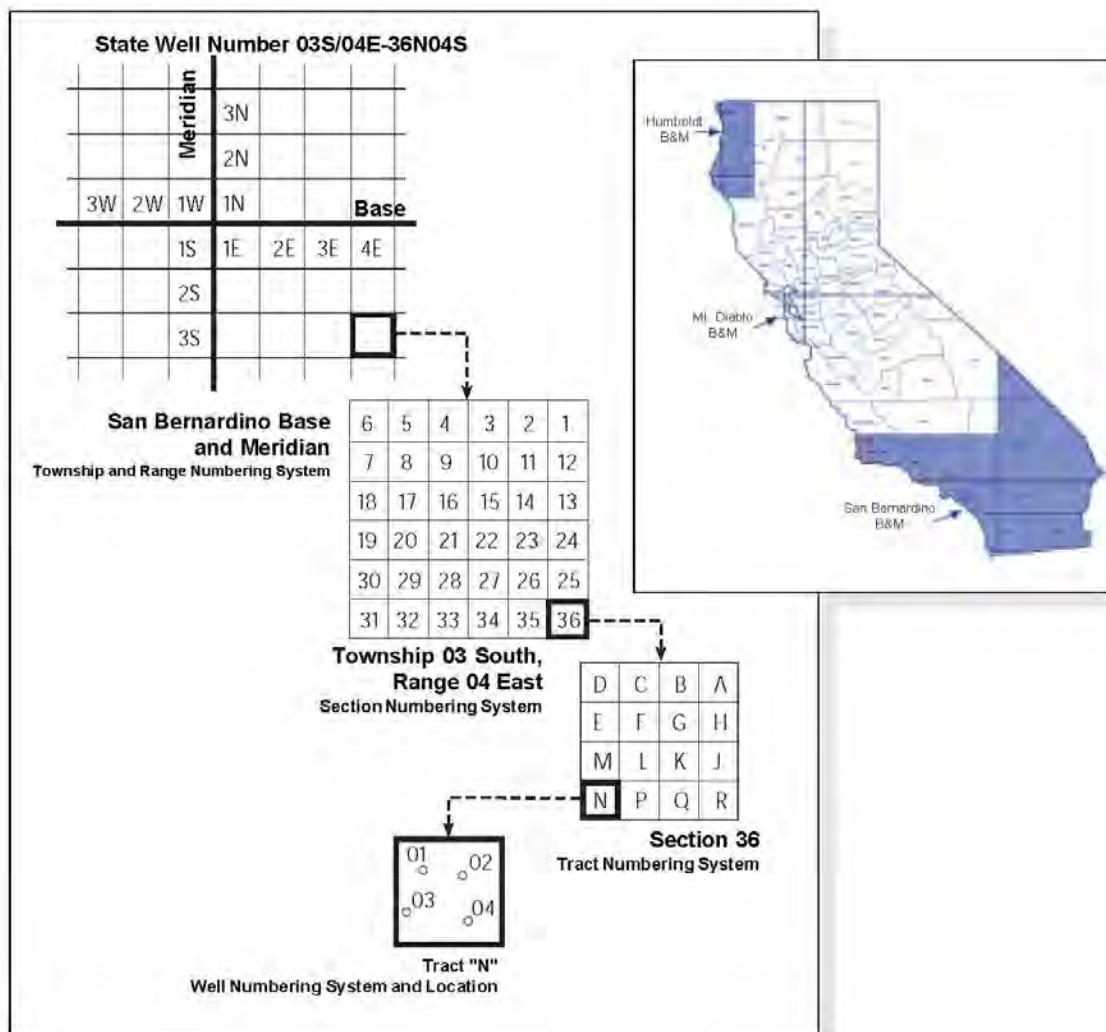 State Well Number 03S/04E-36N04S
Meridian
3N
2N
3W 2W 1W 1N
Base
1S 1E 2E 3E 4E
2S
3S
San Bernardino Base
and Meridian
Township and Range Numbering System
6 5 4 3 2 1
7 8 9 10 11 12
18 17 16 15 14 13
19 20 21 22 23 24
30 29 28 27 26 25
31 32 33 34 35 36
Township 03 South,
Range 04 East
Section Numbering System
D C B A
E F G H
M L K J
N P Q R
Section 36
Tract Numbering System
01
02
03
04
Tract "N"
Well Numbering System and Location
Humboldt
B&M
Mt. Diablo
B&M
San Bernardino
B&M